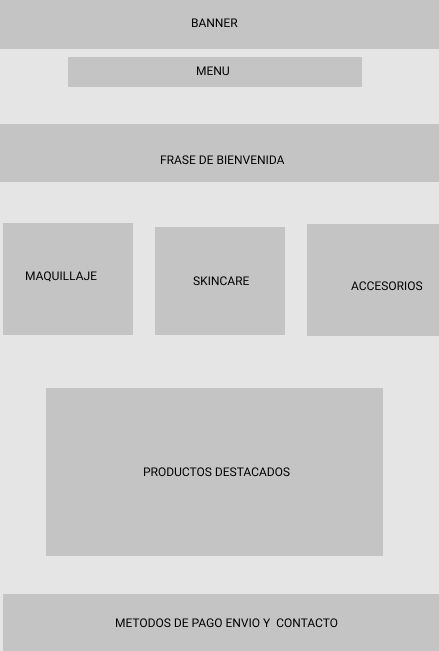 BANNER
MENU
FRASE DE BIENVENIDA
MAQUILLAJE
SKINCARE
ACCESORIOS
PRODUCTOS DESTACADOS
METODOS DE PAGO ENVIO Y  CONTACTO